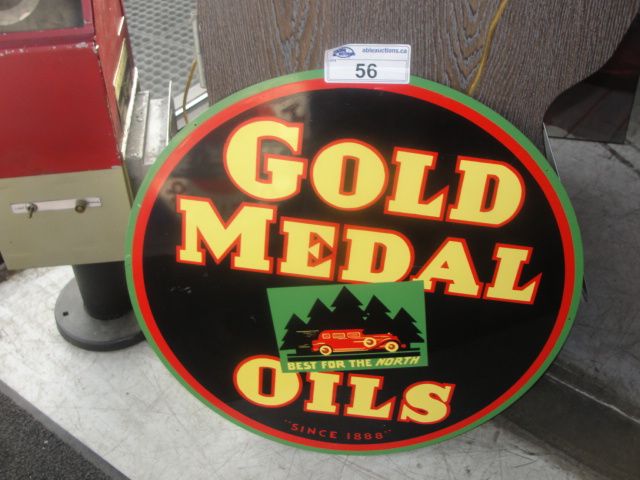 ablexuctions.ca
56
GOLD
MEDAL
BEST FOR THE NORTH
OILS
"SINCE 1888"